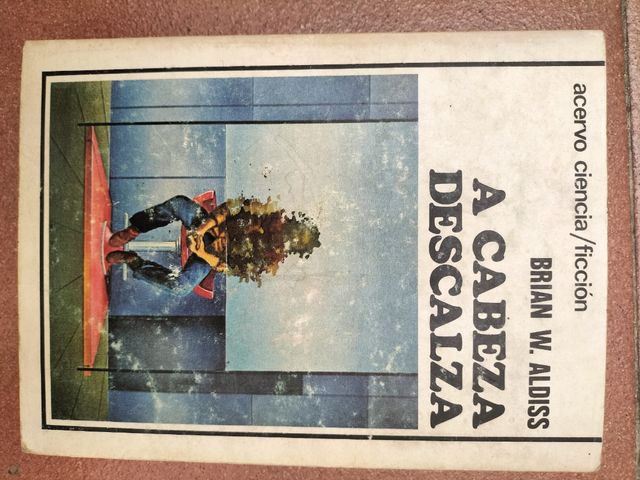 acervo ciencia/ficción
BRIAN W. ALDISS
A CABEZA
DESCALZA